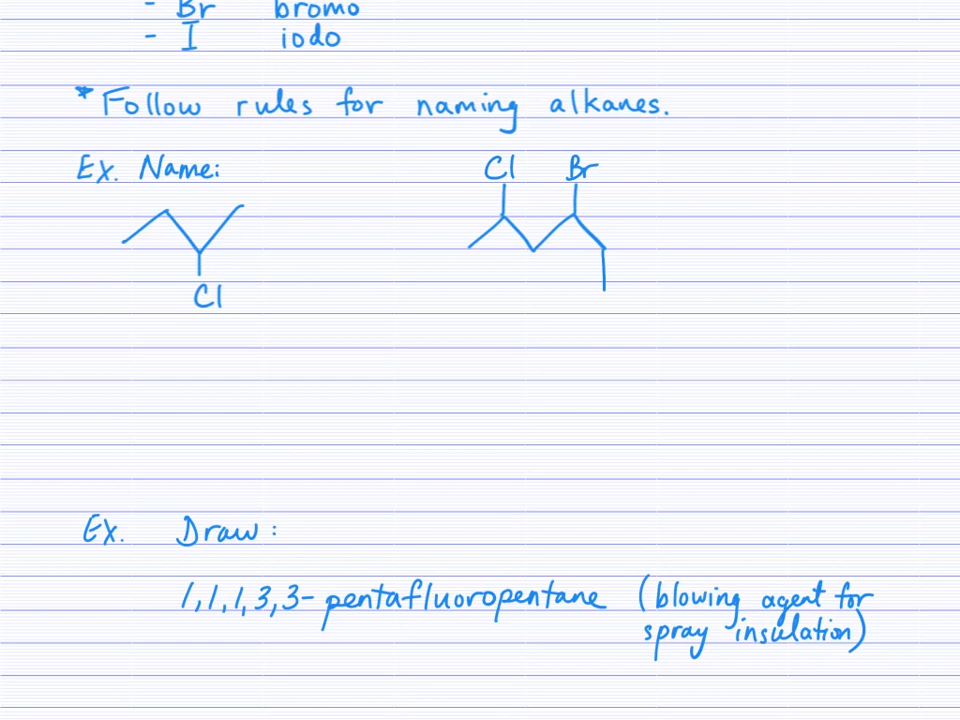 - Br bromo
- I iodo
* Follow rules for naming alkanes.
Ex. Name:
Cl Br
Cl
Ex. Draw:
1,1,1,3,3-pentafluoropentane (blowing agent for
spray insulation)